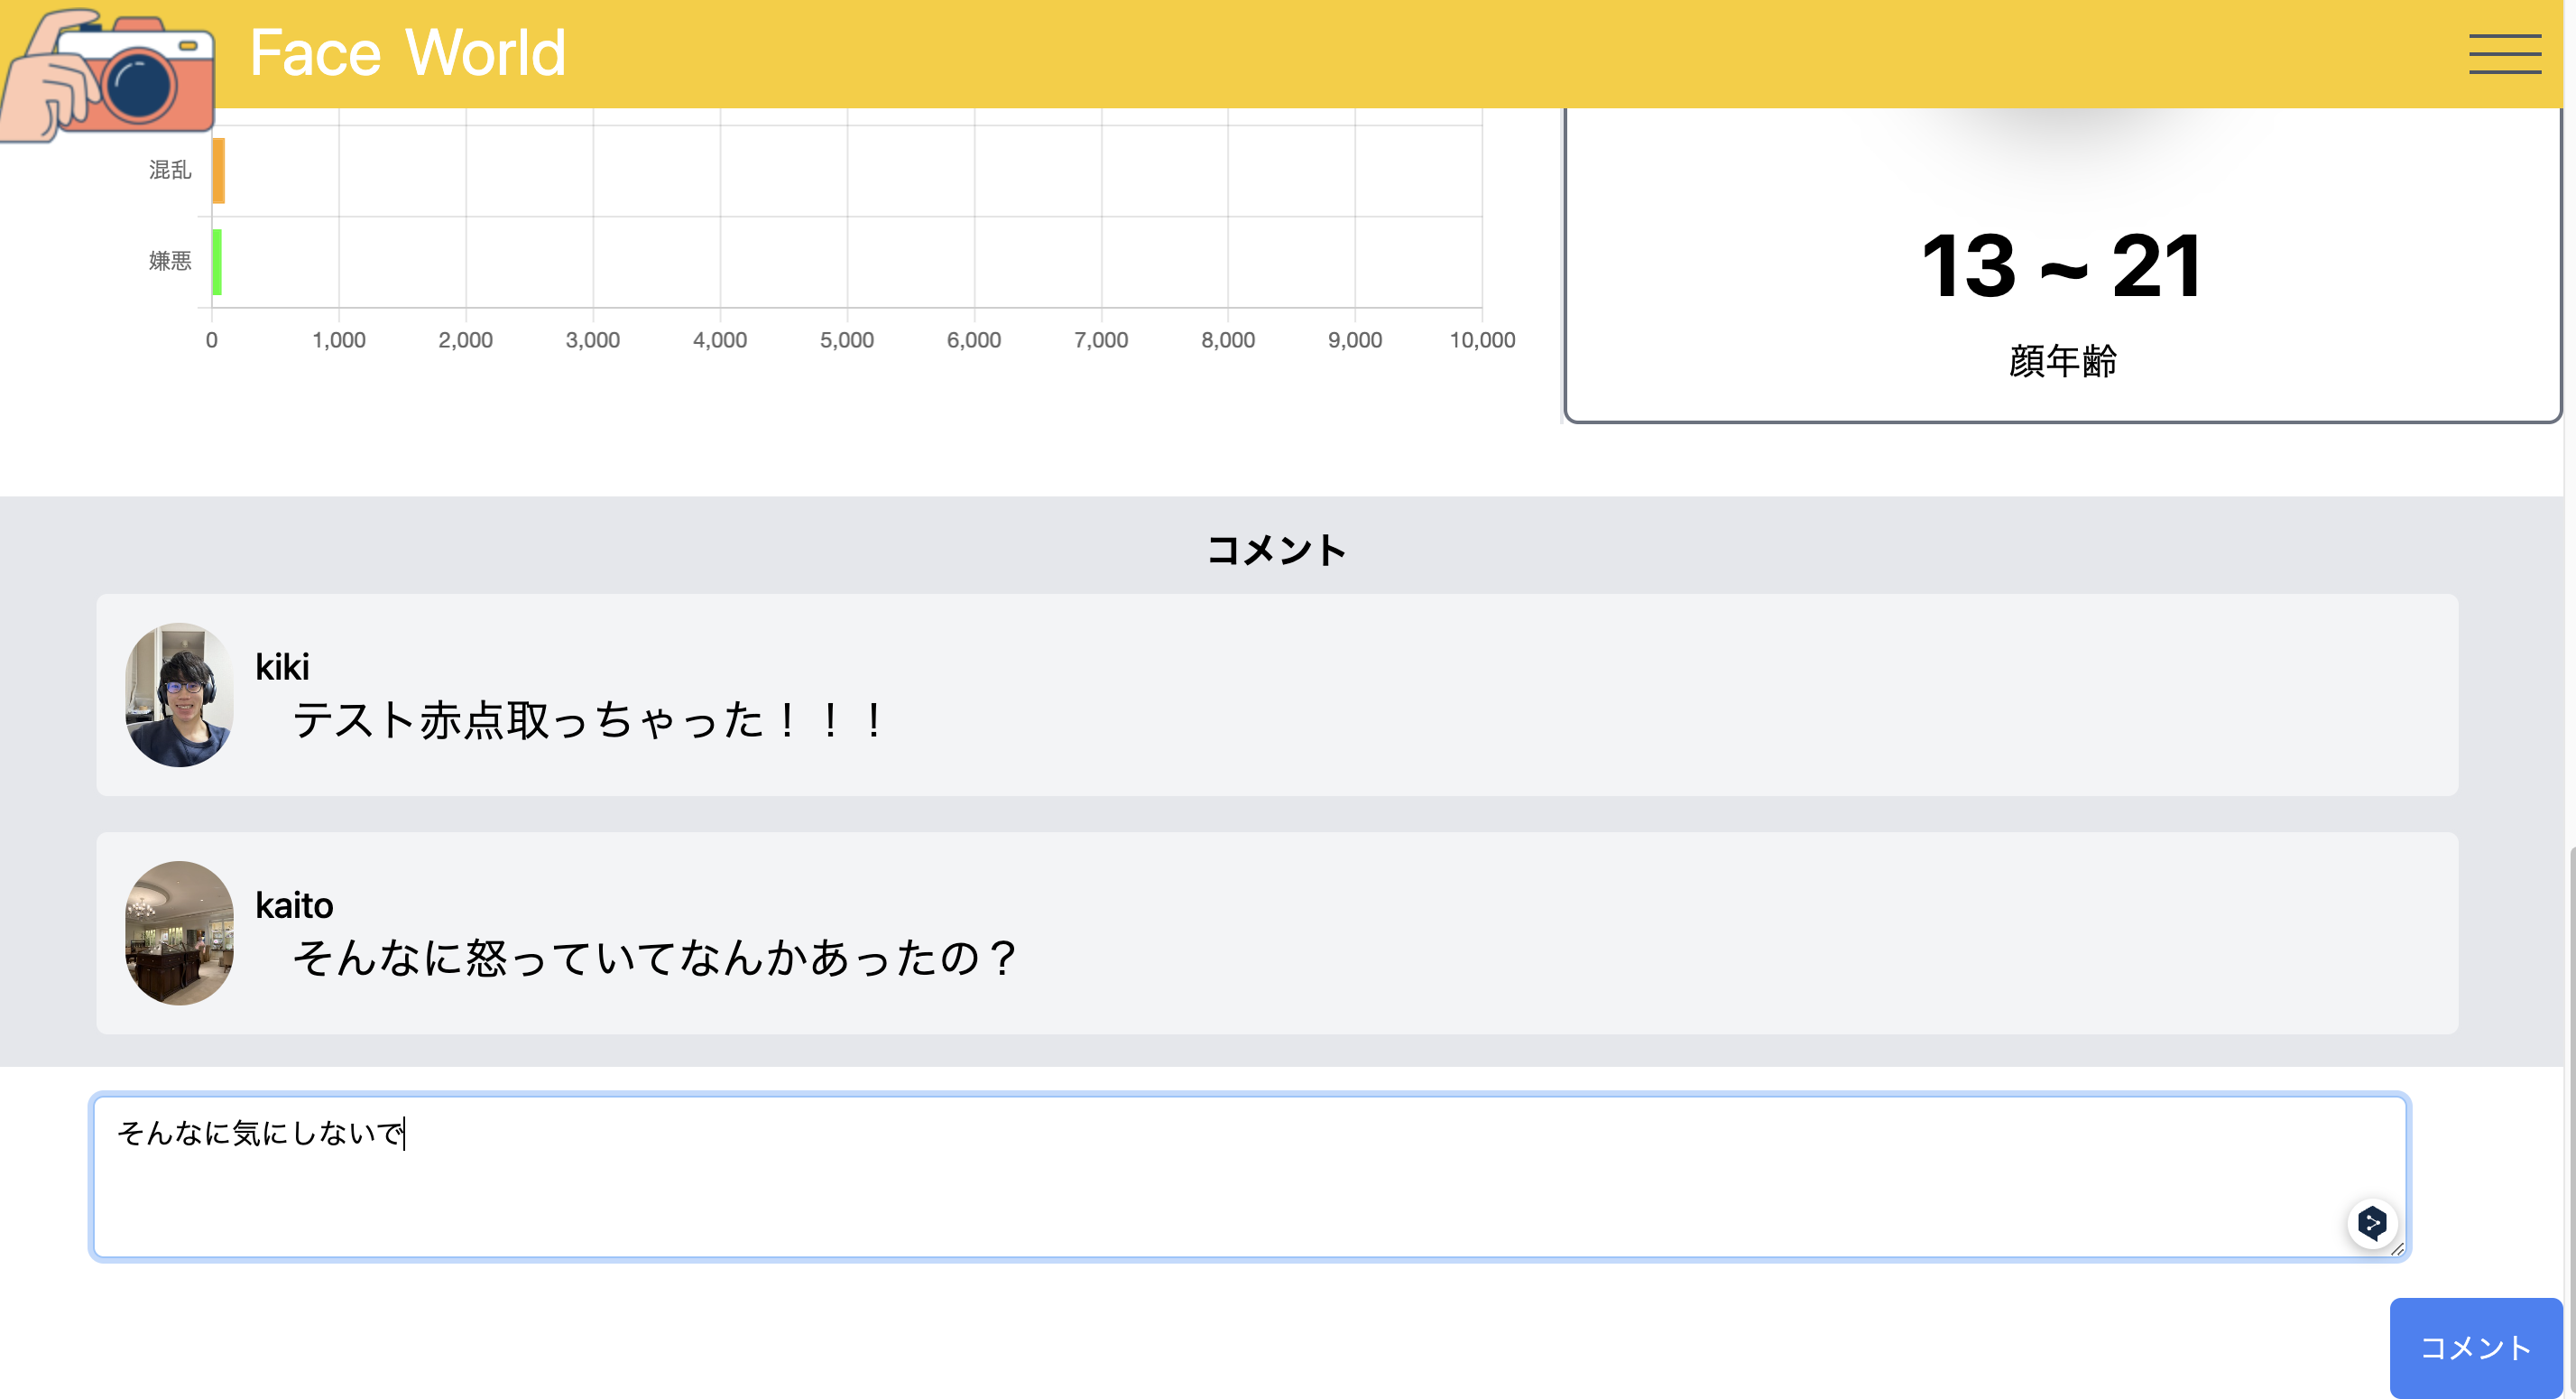 Face World
混乱
嫌悪
0 1,000 2,000 3,000 4,000 5,000 6,000 7,000 8,000 9,000 10,000
13 ~ 21
顔年齢
コメント
kiki
テスト赤点取っちゃった！！！
kaito
そんなに怒っていてなんかあったの？
そんなに気にしないで
コメント